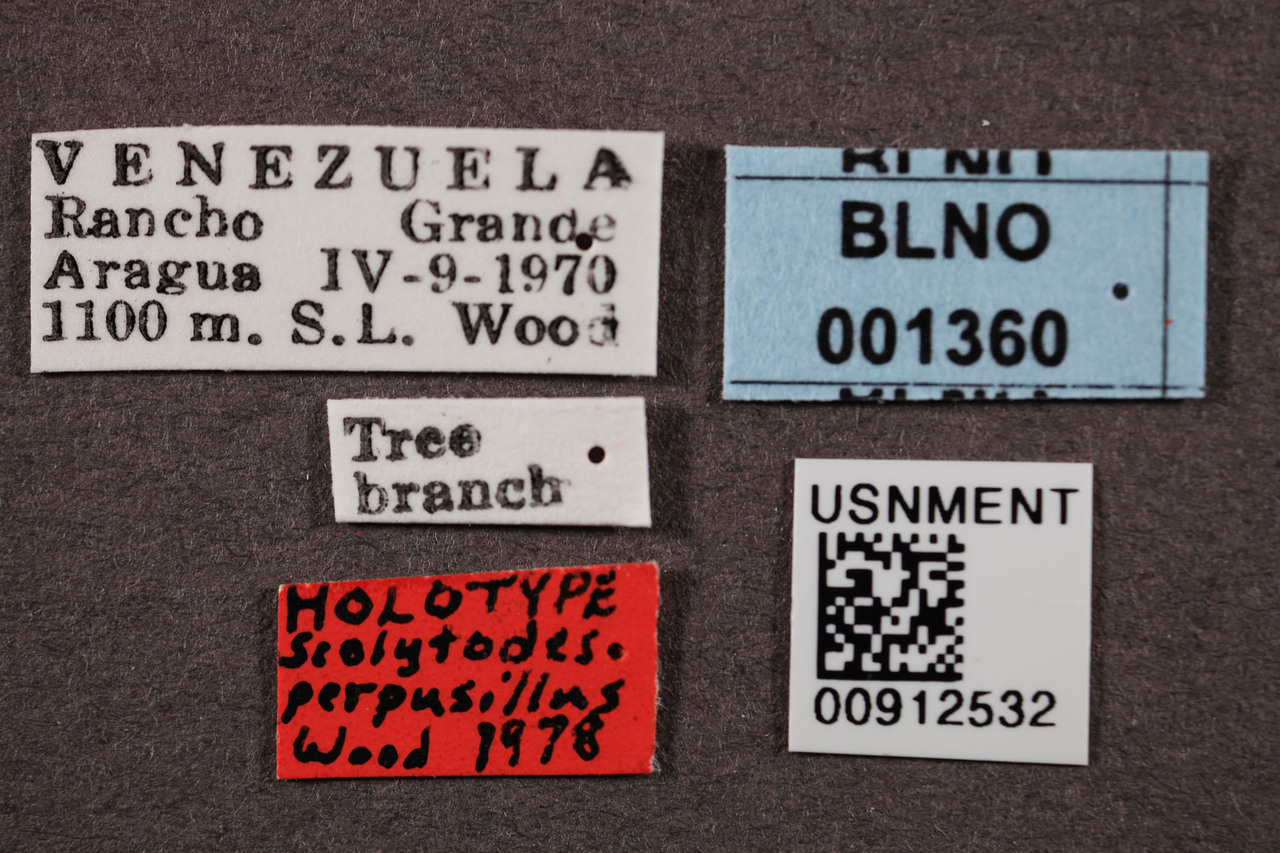 VENEZUELA
Rancho Grande
Aragua IV-9-1970
1100 m. S.L. Wood
Tree
branch
HOLOTYPE
Scolytodes.
perpusillus
Wood 1978
BLNO
001360
USNMENT
00912532